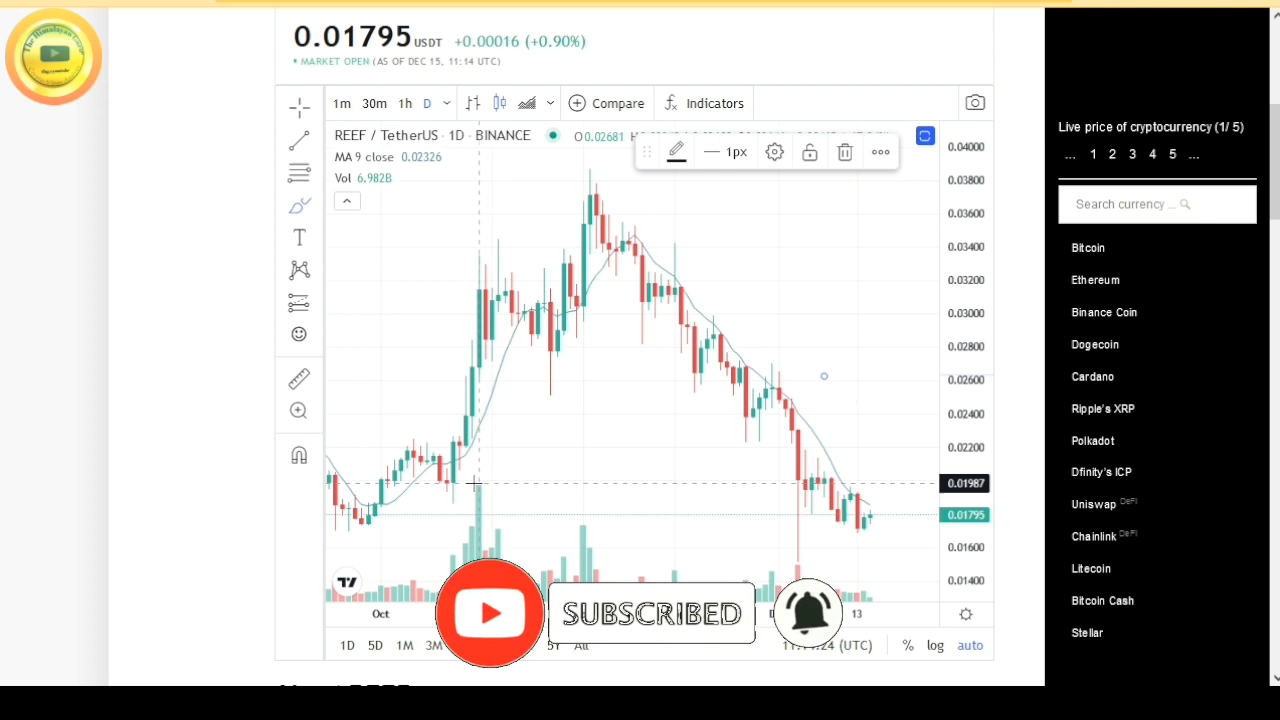 The Himalayan Gorge
0.01795 USDT +0.00016 (+0.90%)
• MARKET OPEN (AS OF DEC 15, 11:14 UTC)
1m 30m 1h D Compare Indicators
REEF / TetherUS · 1D · BINANCE O0.02681
1px
MA 9 close 0.02326
Vol 6.982B
0.04000
0.03800
0.03600
0.03400
0.03200
0.03000
0.02800
0.02600
0.02400
0.02200
0.01987
0.01795
0.01600
0.01400
Oct 13
SUBSCRIBED
1D 5D 1M 3M 5Y All (UTC) % log auto
Live price of cryptocurrency (1/ 5)
... 1 2 3 4 5 ...
Search currency ...
Bitcoin
Ethereum
Binance Coin
Dogecoin
Cardano
Ripple's XRP
Polkadot
Dfinity's ICP
Uniswap DeFi
Chainlink DeFi
Litecoin
Bitcoin Cash
Stellar